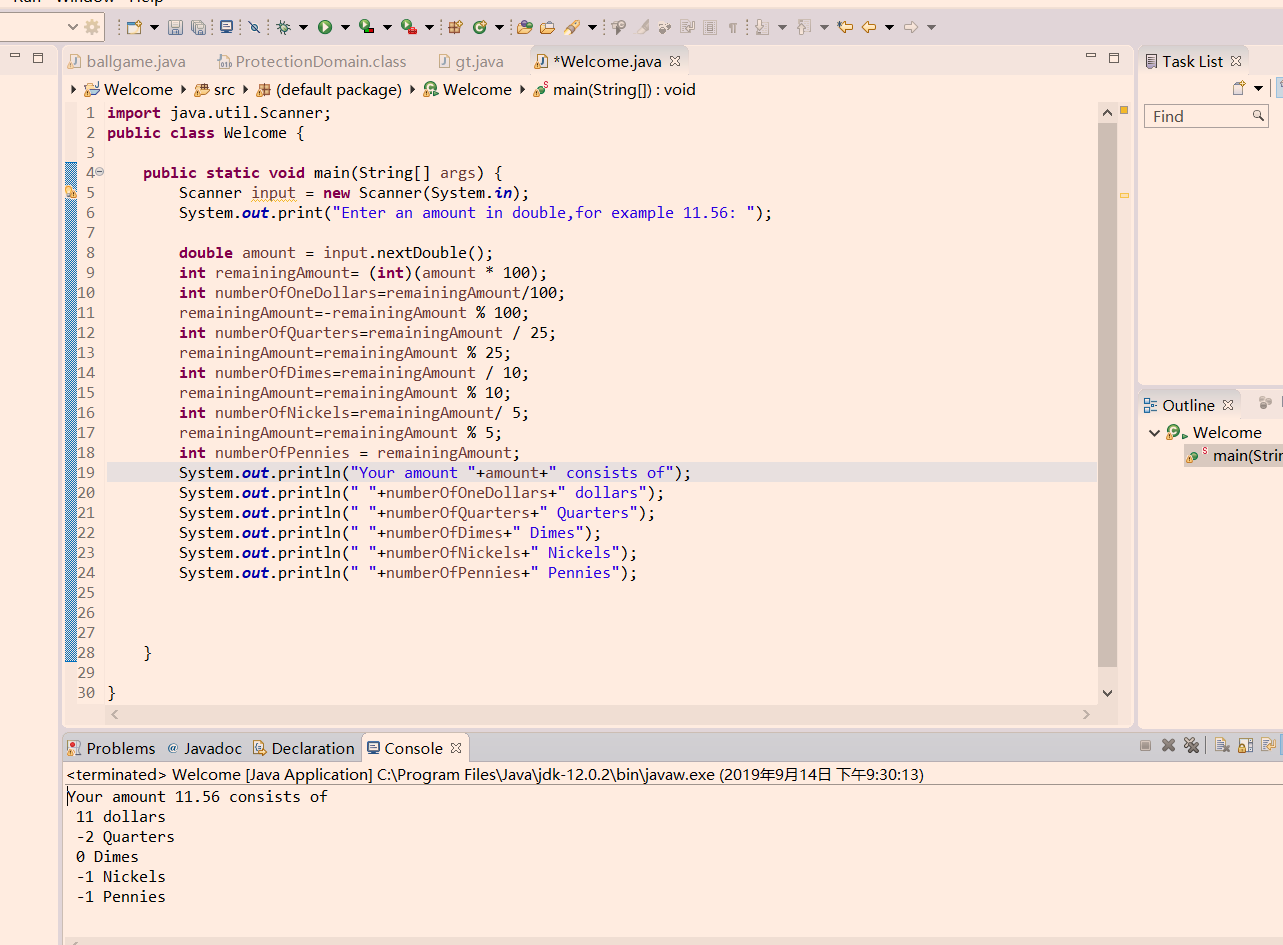 Run Window Help
ballgame.java ProtectionDomain.class gt.java *Welcome.java
Welcome src (default package) Welcome main(String[]) : void
1 import java.util.Scanner;
2 public class Welcome {
3
4 public static void main(String[] args) {
5 Scanner input = new Scanner(System.in);
6 System.out.print("Enter an amount in double,for example 11.56: ");
7
8 double amount = input.nextDouble();
9 int remainingAmount= (int)(amount * 100);
10 int numberOfOneDollars=remainingAmount/100;
11 remainingAmount=-remainingAmount % 100;
12 int numberOfQuarters=remainingAmount / 25;
13 remainingAmount=remainingAmount % 25;
14 int numberOfDimes=remainingAmount / 10;
15 remainingAmount=remainingAmount % 10;
16 int numberOfNickels=remainingAmount/ 5;
17 remainingAmount=remainingAmount % 5;
18 int numberOfPennies = remainingAmount;
19 System.out.println("Your amount "+amount+" consists of");
20 System.out.println(" "+numberOfOneDollars+" dollars");
21 System.out.println(" "+numberOfQuarters+" Quarters");
22 System.out.println(" "+numberOfDimes+" Dimes");
23 System.out.println(" "+numberOfNickels+" Nickels");
24 System.out.println(" "+numberOfPennies+" Pennies");
25
26
27
28 }
29
30 }
Task List
Find
Outline
Welcome
main(Strin
Problems @ Javadoc Declaration Console
<terminated> Welcome [Java Application] C:\Program Files\Java\jdk-12.0.2\bin\javaw.exe (2019年9月14日 下午9:30:13)
Your amount 11.56 consists of
11 dollars
-2 Quarters
0 Dimes
-1 Nickels
-1 Pennies